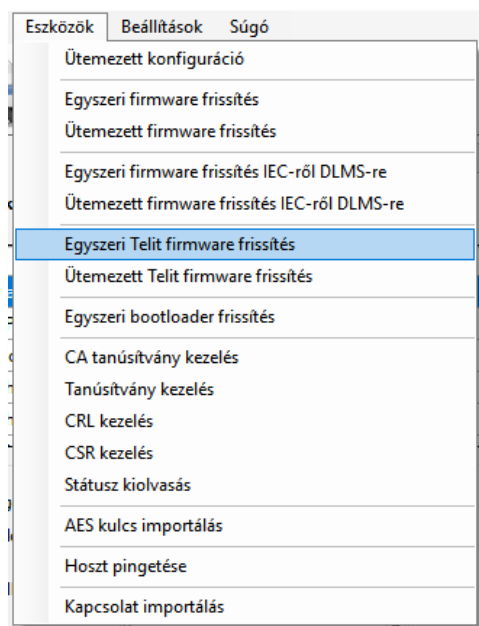 Eszközök Beállítások Súgó
Ütemezett konfiguráció
Egyszeri firmware frissítés
Ütemezett firmware frissítés
Egyszeri firmware frissítés IEC-ről DLMS-re
Ütemezett firmware frissítés IEC-ről DLMS-re
Egyszeri Telit firmware frissítés
Ütemezett Telit firmware frissítés
Egyszeri bootloader frissítés
CA tanúsítvány kezelés
Tanúsítvány kezelés
CRL kezelés
CSR kezelés
Státusz kiolvasás
AES kulcs importálás
Hoszt pingetése
Kapcsolat importálás